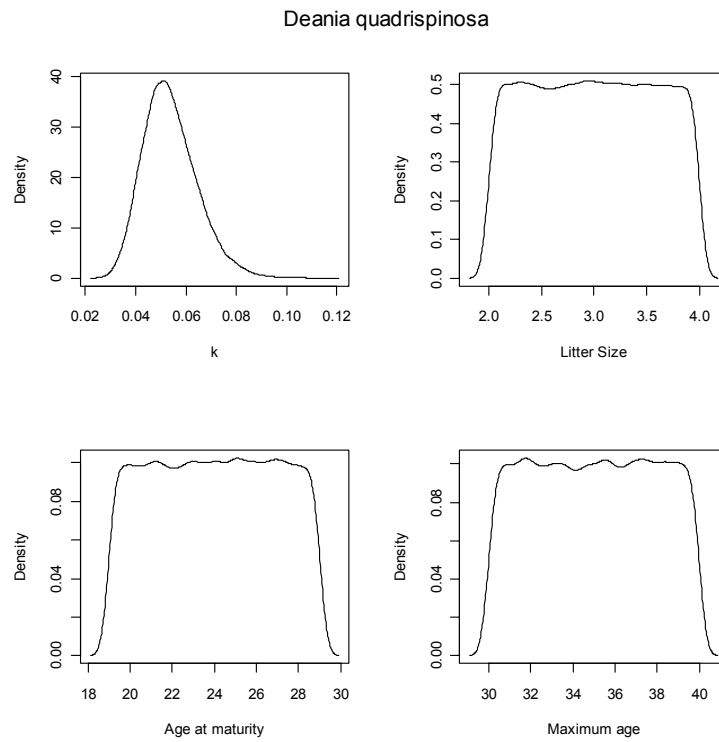 Deania quadrispinosa
Density
40
30
20
10
0
0.02 0.04 0.06 0.08 0.10 0.12
k
Density
0.5
0.4
0.3
0.2
0.1
0.0
2.0 2.5 3.0 3.5 4.0
Litter Size
Density
0.08
0.04
0.00
18 20 22 24 26 28 30
Age at maturity
Density
0.08
0.04
0.00
30 32 34 36 38 40
Maximum age